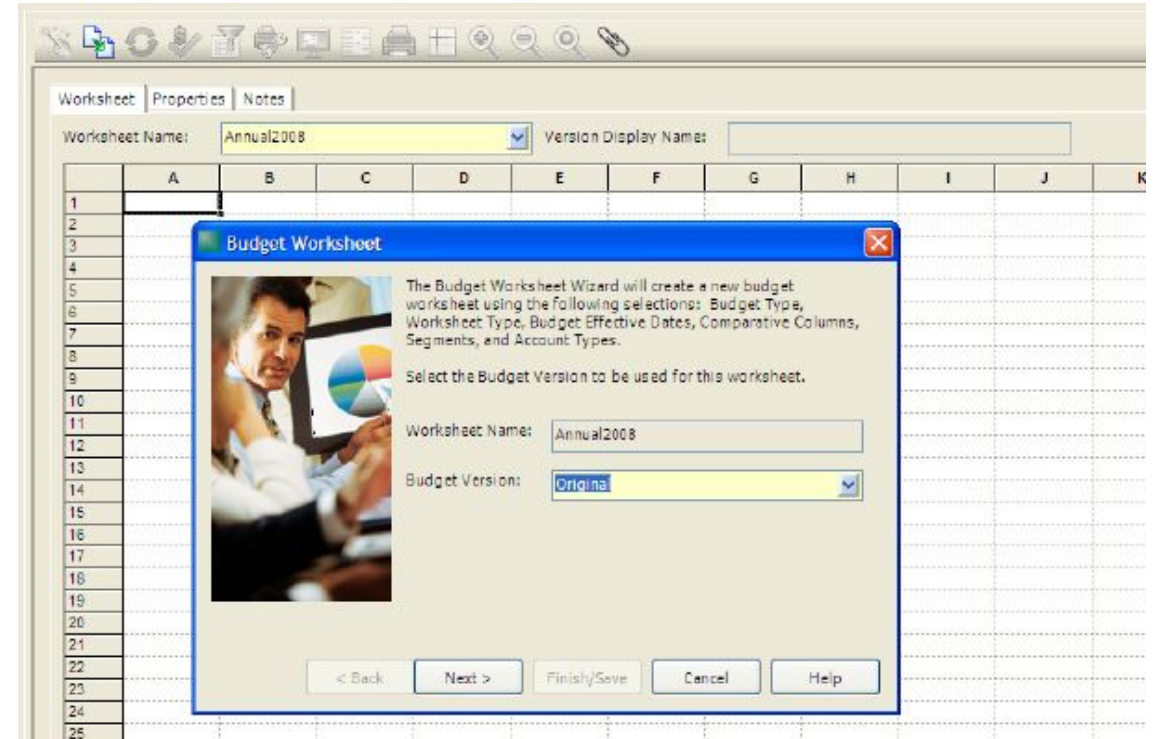 Worksheet Properties Notes
Worksheet Name: Annual2008 Version Display Name:
A B C D E F G H I J K
1
2
3
4
5
6
7
8
9
10
11
12
13
14
15
16
17
18
19
20
21
22
23
24
25
Budget Worksheet
The Budget Worksheet Wizard will create a new budget
worksheet using the following selections: Budget Type,
Worksheet Type, Budget Effective Dates, Comparative Columns,
Segments, and Account Types.
Select the Budget Version to be used for this worksheet.
Worksheet Name: Annual2008
Budget Version: Original
< Back Next > Finish/Save Cancel Help